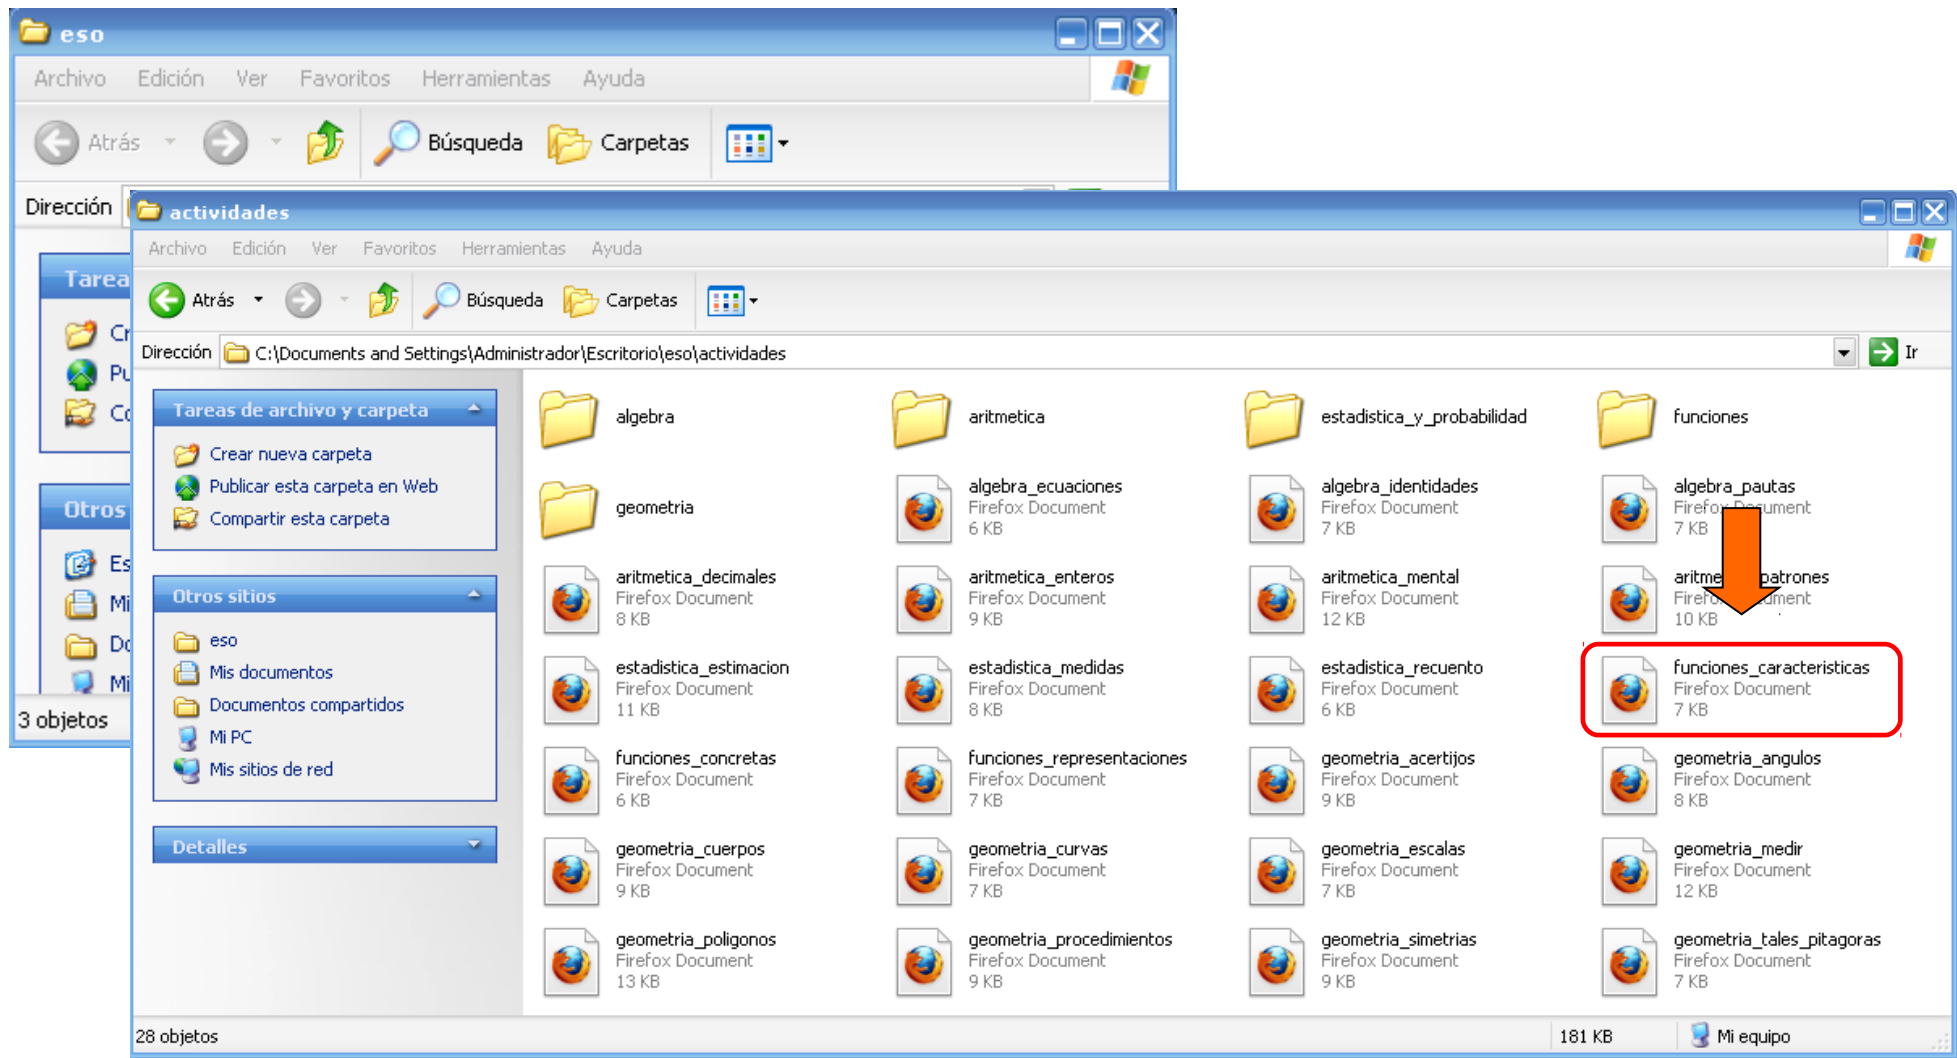 eso
Archivo Edición Ver Favoritos Herramientas Ayuda
Atrás Búsqueda Carpetas
Dirección
Tarea
Cr
Pu
Co
Otros
Es
Mi
Do
Mi
3 objetos
actividades
Archivo Edición Ver Favoritos Herramientas Ayuda
Atrás Búsqueda Carpetas
Dirección C:\Documents and Settings\Administrador\Escritorio\eso\actividades Ir
Tareas de archivo y carpeta
Crear nueva carpeta
Publicar esta carpeta en Web
Compartir esta carpeta
Otros sitios
eso
Mis documentos
Documentos compartidos
Mi PC
Mis sitios de red
Detalles
algebra aritmetica estadistica_y_probabilidad funciones
geometria
algebra_ecuaciones
Firefox Document
6 KB
algebra_identidades
Firefox Document
7 KB
algebra_pautas
Firefox Document
7 KB
aritmetica_decimales
Firefox Document
8 KB
aritmetica_enteros
Firefox Document
9 KB
aritmetica_mental
Firefox Document
12 KB
10 KB
estadistica_estimacion
Firefox Document
11 KB
estadistica_medidas
Firefox Document
8 KB
estadistica_recuento
Firefox Document
6 KB
funciones_caracteristicas
Firefox Document
7 KB
funciones_concretas
Firefox Document
6 KB
funciones_representaciones
Firefox Document
7 KB
geometria_acertijos
Firefox Document
9 KB
geometria_angulos
Firefox Document
8 KB
geometria_cuerpos
Firefox Document
9 KB
geometria_curvas
Firefox Document
7 KB
geometria_escalas
Firefox Document
7 KB
geometria_medir
Firefox Document
12 KB
geometria_poligonos
Firefox Document
13 KB
geometria_procedimientos
Firefox Document
9 KB
geometria_simetrias
Firefox Document
9 KB
geometria_tales_pitagoras
Firefox Document
7 KB
28 objetos 181 KB Mi equipo